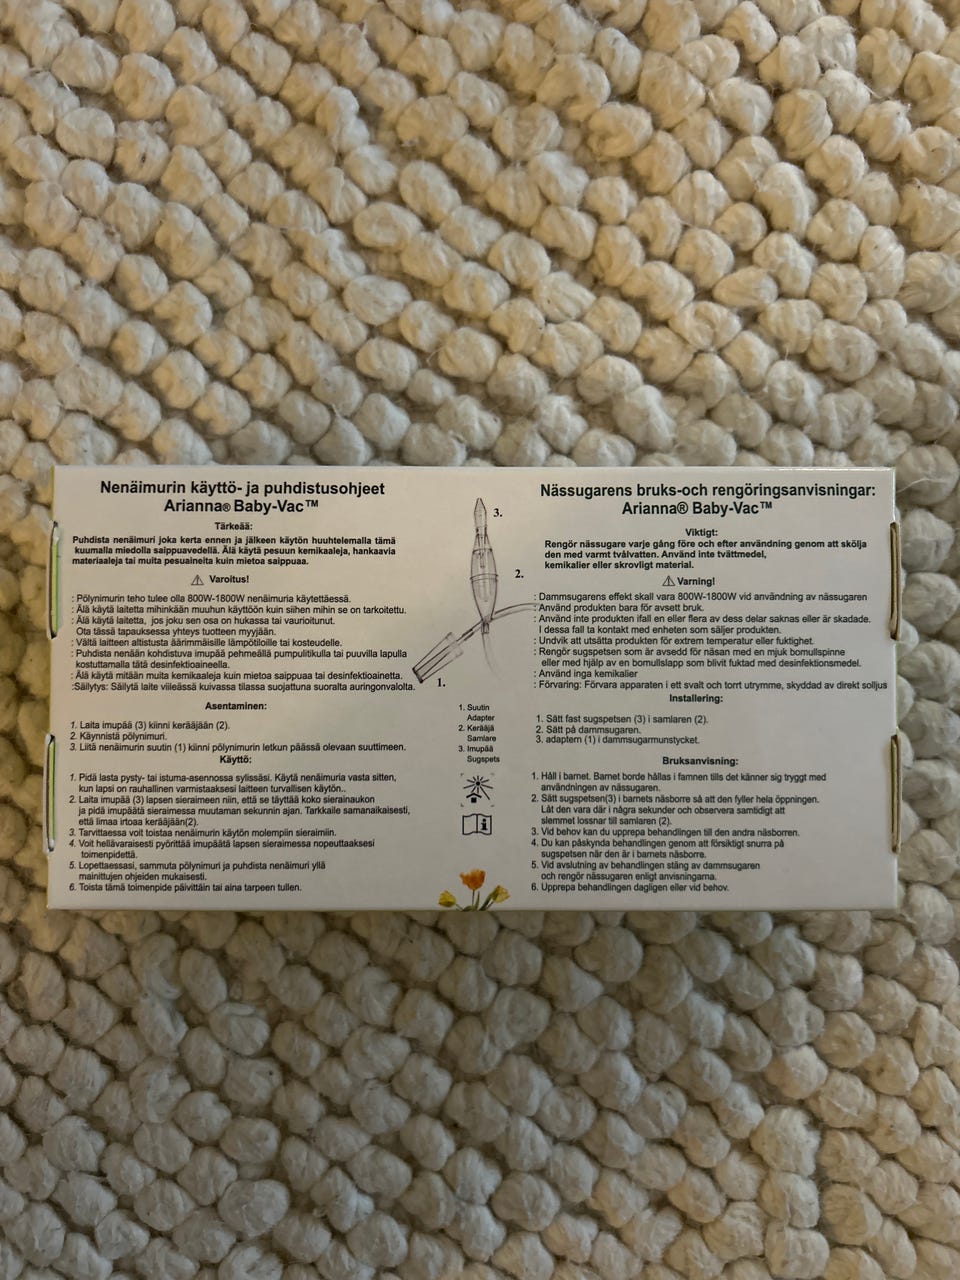 Nenäimurin käyttö- ja puhdistusohjeet
Arianna® Baby-Vac™
Tärkeää:
Puhdista nenäimuri joka kerta ennen ja jälkeen käytön huuhtelemalla tämä
kuumalla miedolla saippuavedellä. Älä käytä pesuun kemikaaleja, hankaavia
materiaaleja tai muita pesuaineita kuin mietoa saippuaa.
⚠ Varoitus!
: Pölynimurin teho tulee olla 800W-1800W nenäimuria käytettäessä.
: Älä käytä laitetta mihinkään muuhun käyttöön kuin siihen mihin se on tarkoitettu.
: Älä käytä laitetta, jos joku sen osa on hukassa tai vaurioitunut.
Ota tässä tapauksessa yhteys tuotteen myyjään.
: Vältä laitteen altistusta äärimmäisille lämpötiloille tai kosteudelle.
: Puhdista nenään kohdistuva imupää pehmeällä pumpulitikulla tai puuvilla lapulla
kostuttamalla tätä desinfektioaineella.
: Älä käytä mitään muita kemikaaleja kuin mietoa saippuaa tai desinfektioainetta.
:Säilytys: Säilytä laite viileässä kuivassa tilassa suojattuna suoralta auringonvalolta.
Asentaminen:
1. Laita imupää (3) kiinni kerääjään (2).
2. Käynnistä pölynimuri.
3. Liitä nenäimurin suutin (1) kiinni pölynimurin letkun päässä olevaan suuttimeen.
Käyttö:
1. Pidä lasta pysty- tai istuma-asennossa sylissäsi. Käytä nenäimuria vasta sitten,
kun lapsi on rauhallinen varmistaaksesi laitteen turvallisen käytön..
2. Laita imupää (3) lapsen sieraimeen niin, että se täyttää koko sierainaukon
ja pidä imupäätä sieraimessa muutaman sekunnin ajan. Tarkkaile samanaikaisesti,
että limaa irtoaa kerääjään(2).
3. Tarvittaessa voit toistaa nenäimurin käytön molempiin sieraimiin.
4. Voit hellävaraisesti pyörittää imupäätä lapsen sieraimessa nopeuttaaksesi
toimenpidettä.
5. Lopettaessasi, sammuta pölynimuri ja puhdista nenäimuri yllä
mainittujen ohjeiden mukaisesti.
6. Toista tämä toimenpide päivittäin tai aina tarpeen tullen.
3.
2.
1.
1. Suutin
Adapter
2. Kerääjä
Samlare
3. Imupää
Sugspets
Nässugarens bruks-och rengöringsanvisningar:
Arianna® Baby-Vac™
Viktigt:
Rengör nässugare varje gång före och efter användning genom att skölja
den med varmt tvålvatten. Använd inte tvättmedel,
kemikalier eller skrovligt material.
⚠ Varning!
: Dammsugarens effekt skall vara 800W-1800W vid användning av nässugaren
: Använd produkten bara för avsett bruk.
: Använd inte produkten ifall en eller flera av dess delar saknas eller är skadade.
I dessa fall ta kontakt med enheten som säljer produkten.
: Undvik att utsätta produkten för extrem temperatur eller fuktighet.
: Rengör sugspetsen som är avsedd för näsan med en mjuk bomullspinne
eller med hjälp av en bomullslapp som blivit fuktad med desinfektionsmedel.
: Använd inga kemikalier
: Förvaring: Förvara apparaten i ett svalt och torrt utrymme, skyddad av direkt solljus
Installering:
1. Sätt fast sugspetsen (3) i samlaren (2).
2. Sätt på dammsugaren.
3. adaptern (1) i dammsugarmunstycket.
Bruksanvisning:
1. Håll i barnet. Barnet borde hållas i famnen tills det känner sig tryggt med
användningen av nässugaren.
2. Sätt sugspetsen(3) i barnets näsborre så att den fyller hela öppningen.
Låt den vara där i några sekunder och observera samtidigt att
slemmet lossnar till samlaren (2).
3. Vid behov kan du upprepa behandlingen till den andra näsborren.
4. Du kan påskynda behandlingen genom att försiktigt snurra på
sugspetsen när den är i barnets näsborre.
5. Vid avslutning av behandlingen stäng av dammsugaren
och rengör nässugaren enligt anvisningarna.
6. Upprepa behandlingen dagligen eller vid behov.